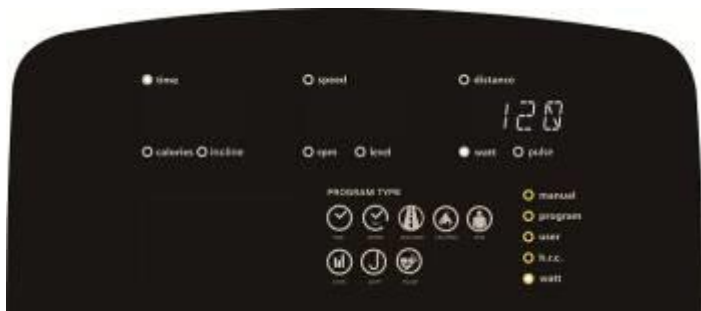 time speed distance
120
calories incline rpm level watt pulse
PROGRAM TYPE
manual
program
user
h.r.c.
watt